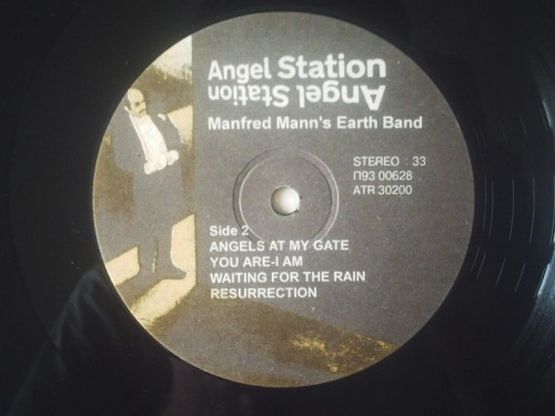 Angel Station
Angel Station
Manfred Mann's Earth Band
STEREO : 33
П93 00628
ATR 30200
Side 2
ANGELS AT MY GATE
YOU ARE-I AM
WAITING FOR THE RAIN
RESURRECTION